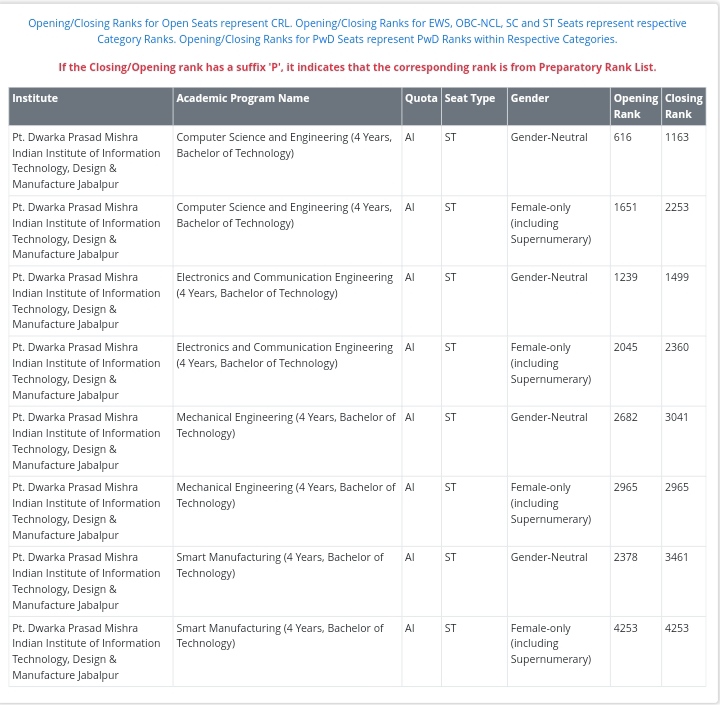 Opening/Closing Ranks for Open Seats represent CRL. Opening/Closing Ranks for EWS, OBC-NCL, SC and ST Seats represent respective
Category Ranks. Opening/Closing Ranks for PwD Seats represent PwD Ranks within Respective Categories.
If the Closing/Opening rank has a suffix 'P', it indicates that the corresponding rank is from Preparatory Rank List.
Institute Academic Program Name Quota Seat Type Gender Opening Closing
Rank Rank
Pt. Dwarka Prasad Mishra Computer Science and Engineering (4 Years, AI ST Gender-Neutral 616 1163
Indian Institute of Information Bachelor of Technology)
Technology, Design &
Manufacture Jabalpur
Pt. Dwarka Prasad Mishra Computer Science and Engineering (4 Years, AI ST Female-only 1651 2253
Indian Institute of Information Bachelor of Technology) (including
Technology, Design & Supernumerary)
Manufacture Jabalpur
Pt. Dwarka Prasad Mishra Electronics and Communication Engineering AI ST Gender-Neutral 1239 1499
Indian Institute of Information (4 Years, Bachelor of Technology)
Technology, Design &
Manufacture Jabalpur
Pt. Dwarka Prasad Mishra Electronics and Communication Engineering AI ST Female-only 2045 2360
Indian Institute of Information (4 Years, Bachelor of Technology) (including
Technology, Design & Supernumerary)
Manufacture Jabalpur
Pt. Dwarka Prasad Mishra Mechanical Engineering (4 Years, Bachelor of AI ST Gender-Neutral 2682 3041
Indian Institute of Information Technology)
Technology, Design &
Manufacture Jabalpur
Pt. Dwarka Prasad Mishra Mechanical Engineering (4 Years, Bachelor of AI ST Female-only 2965 2965
Indian Institute of Information Technology) (including
Technology, Design & Supernumerary)
Manufacture Jabalpur
Pt. Dwarka Prasad Mishra Smart Manufacturing (4 Years, Bachelor of AI ST Gender-Neutral 2378 3461
Indian Institute of Information Technology)
Technology, Design &
Manufacture Jabalpur
Pt. Dwarka Prasad Mishra Smart Manufacturing (4 Years, Bachelor of AI ST Female-only 4253 4253
Indian Institute of Information Technology) (including
Technology, Design & Supernumerary)
Manufacture Jabalpur